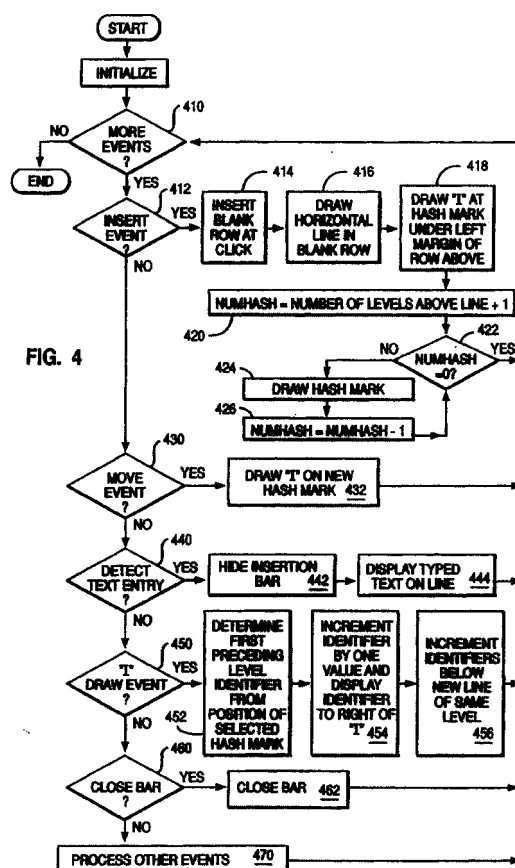 START
INITIALIZE
410
NO
MORE
EVENTS
?
END
YES
412
INSERT
EVENT
?
YES
NO
414
INSERT
BLANK
ROW AT
CLICK
416
DRAW
HORIZONTAL
LINE IN
BLANK ROW
418
DRAW "I" AT
HASH MARK
UNDER LEFT
MARGIN OF
ROW ABOVE
NUMHASH = NUMBER OF LEVELS ABOVE LINE + 1
420
422
NO
NUMHASH
=0?
YES
FIG. 4
424
DRAW HASH MARK
426
NUMHASH = NUMHASH - 1
430
MOVE
EVENT
?
YES
NO
DRAW "I" ON NEW
HASH MARK 432
440
DETECT
TEXT ENTRY
?
YES
NO
HIDE INSERTION
BAR 442
DISPLAY TYPED
TEXT ON LINE 444
450
"I"
DRAW EVENT
?
YES
NO
452
DETERMINE
FIRST
PRECEDING
LEVEL
IDENTIFIER
FROM
POSITION OF
SELECTED
HASH MARK
INCREMENT
IDENTIFIER
BY ONE
VALUE AND
DISPLAY
IDENTIFIER
TO RIGHT OF
"I" 454
INCREMENT
IDENTIFIERS
BELOW
NEW LINE
OF SAME
LEVEL
456
460
CLOSE BAR
?
YES
NO
CLOSE BAR 462
PROCESS OTHER EVENTS 470